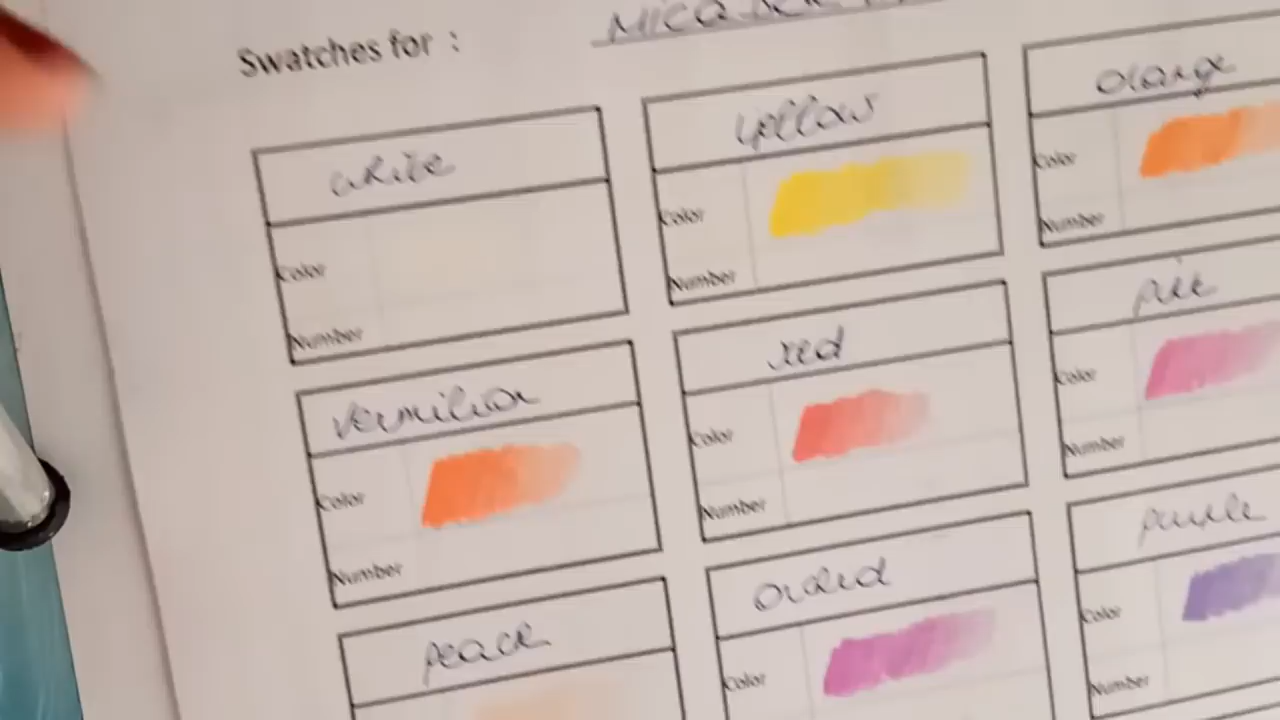 Swatches for :
white
yellow
orange
Color
Color
Color
Number
Number
Number
vermilion
red
pink
Color
Color
Color
Number
Number
Number
peach
orchid
purple
Color
Color
Number